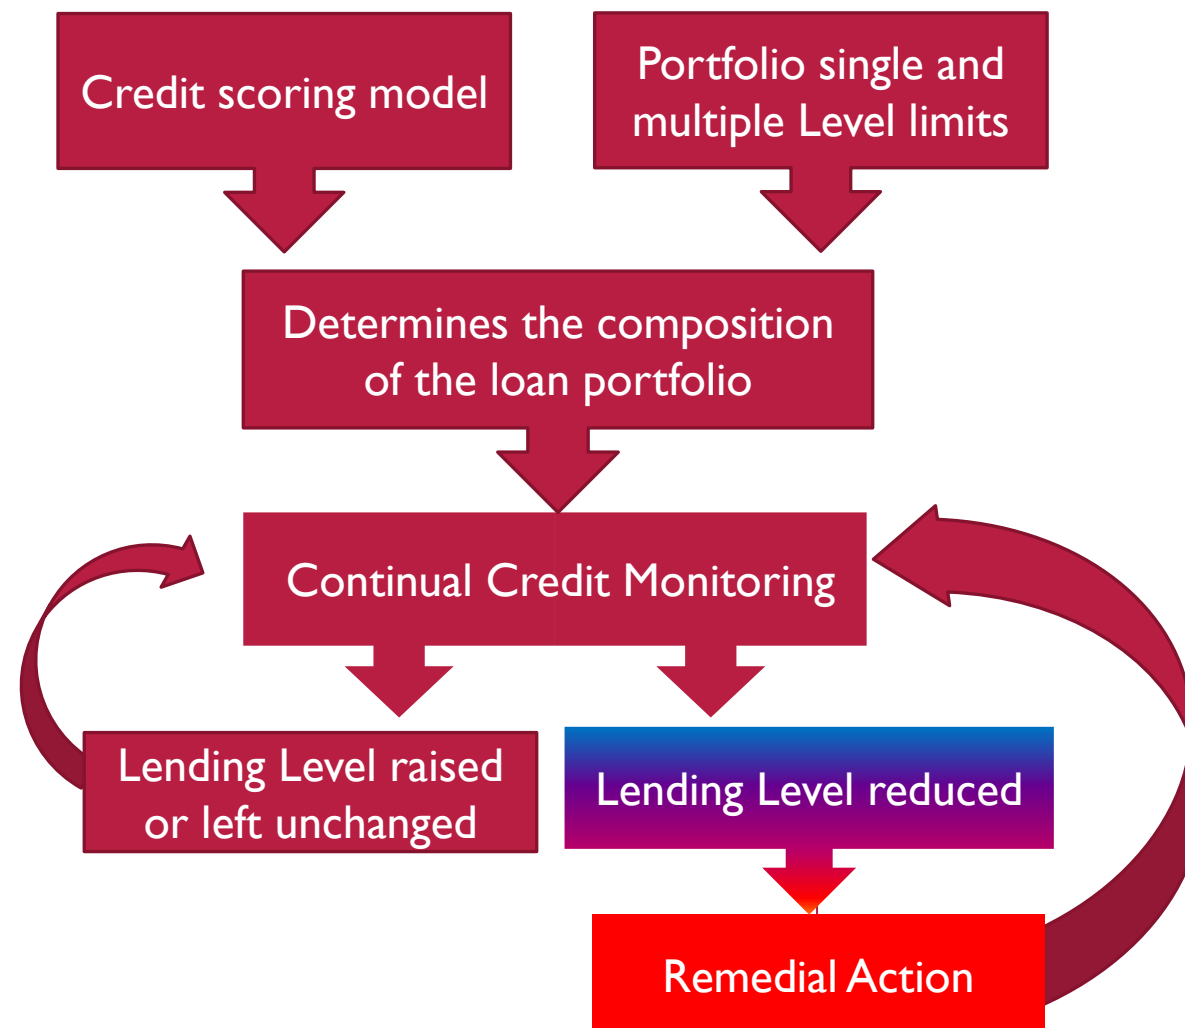 Credit scoring model
Portfolio single and
multiple Level limits
Determines the composition
of the loan portfolio
Continual Credit Monitoring
Lending Level raised
or left unchanged
Lending Level reduced
Remedial Action